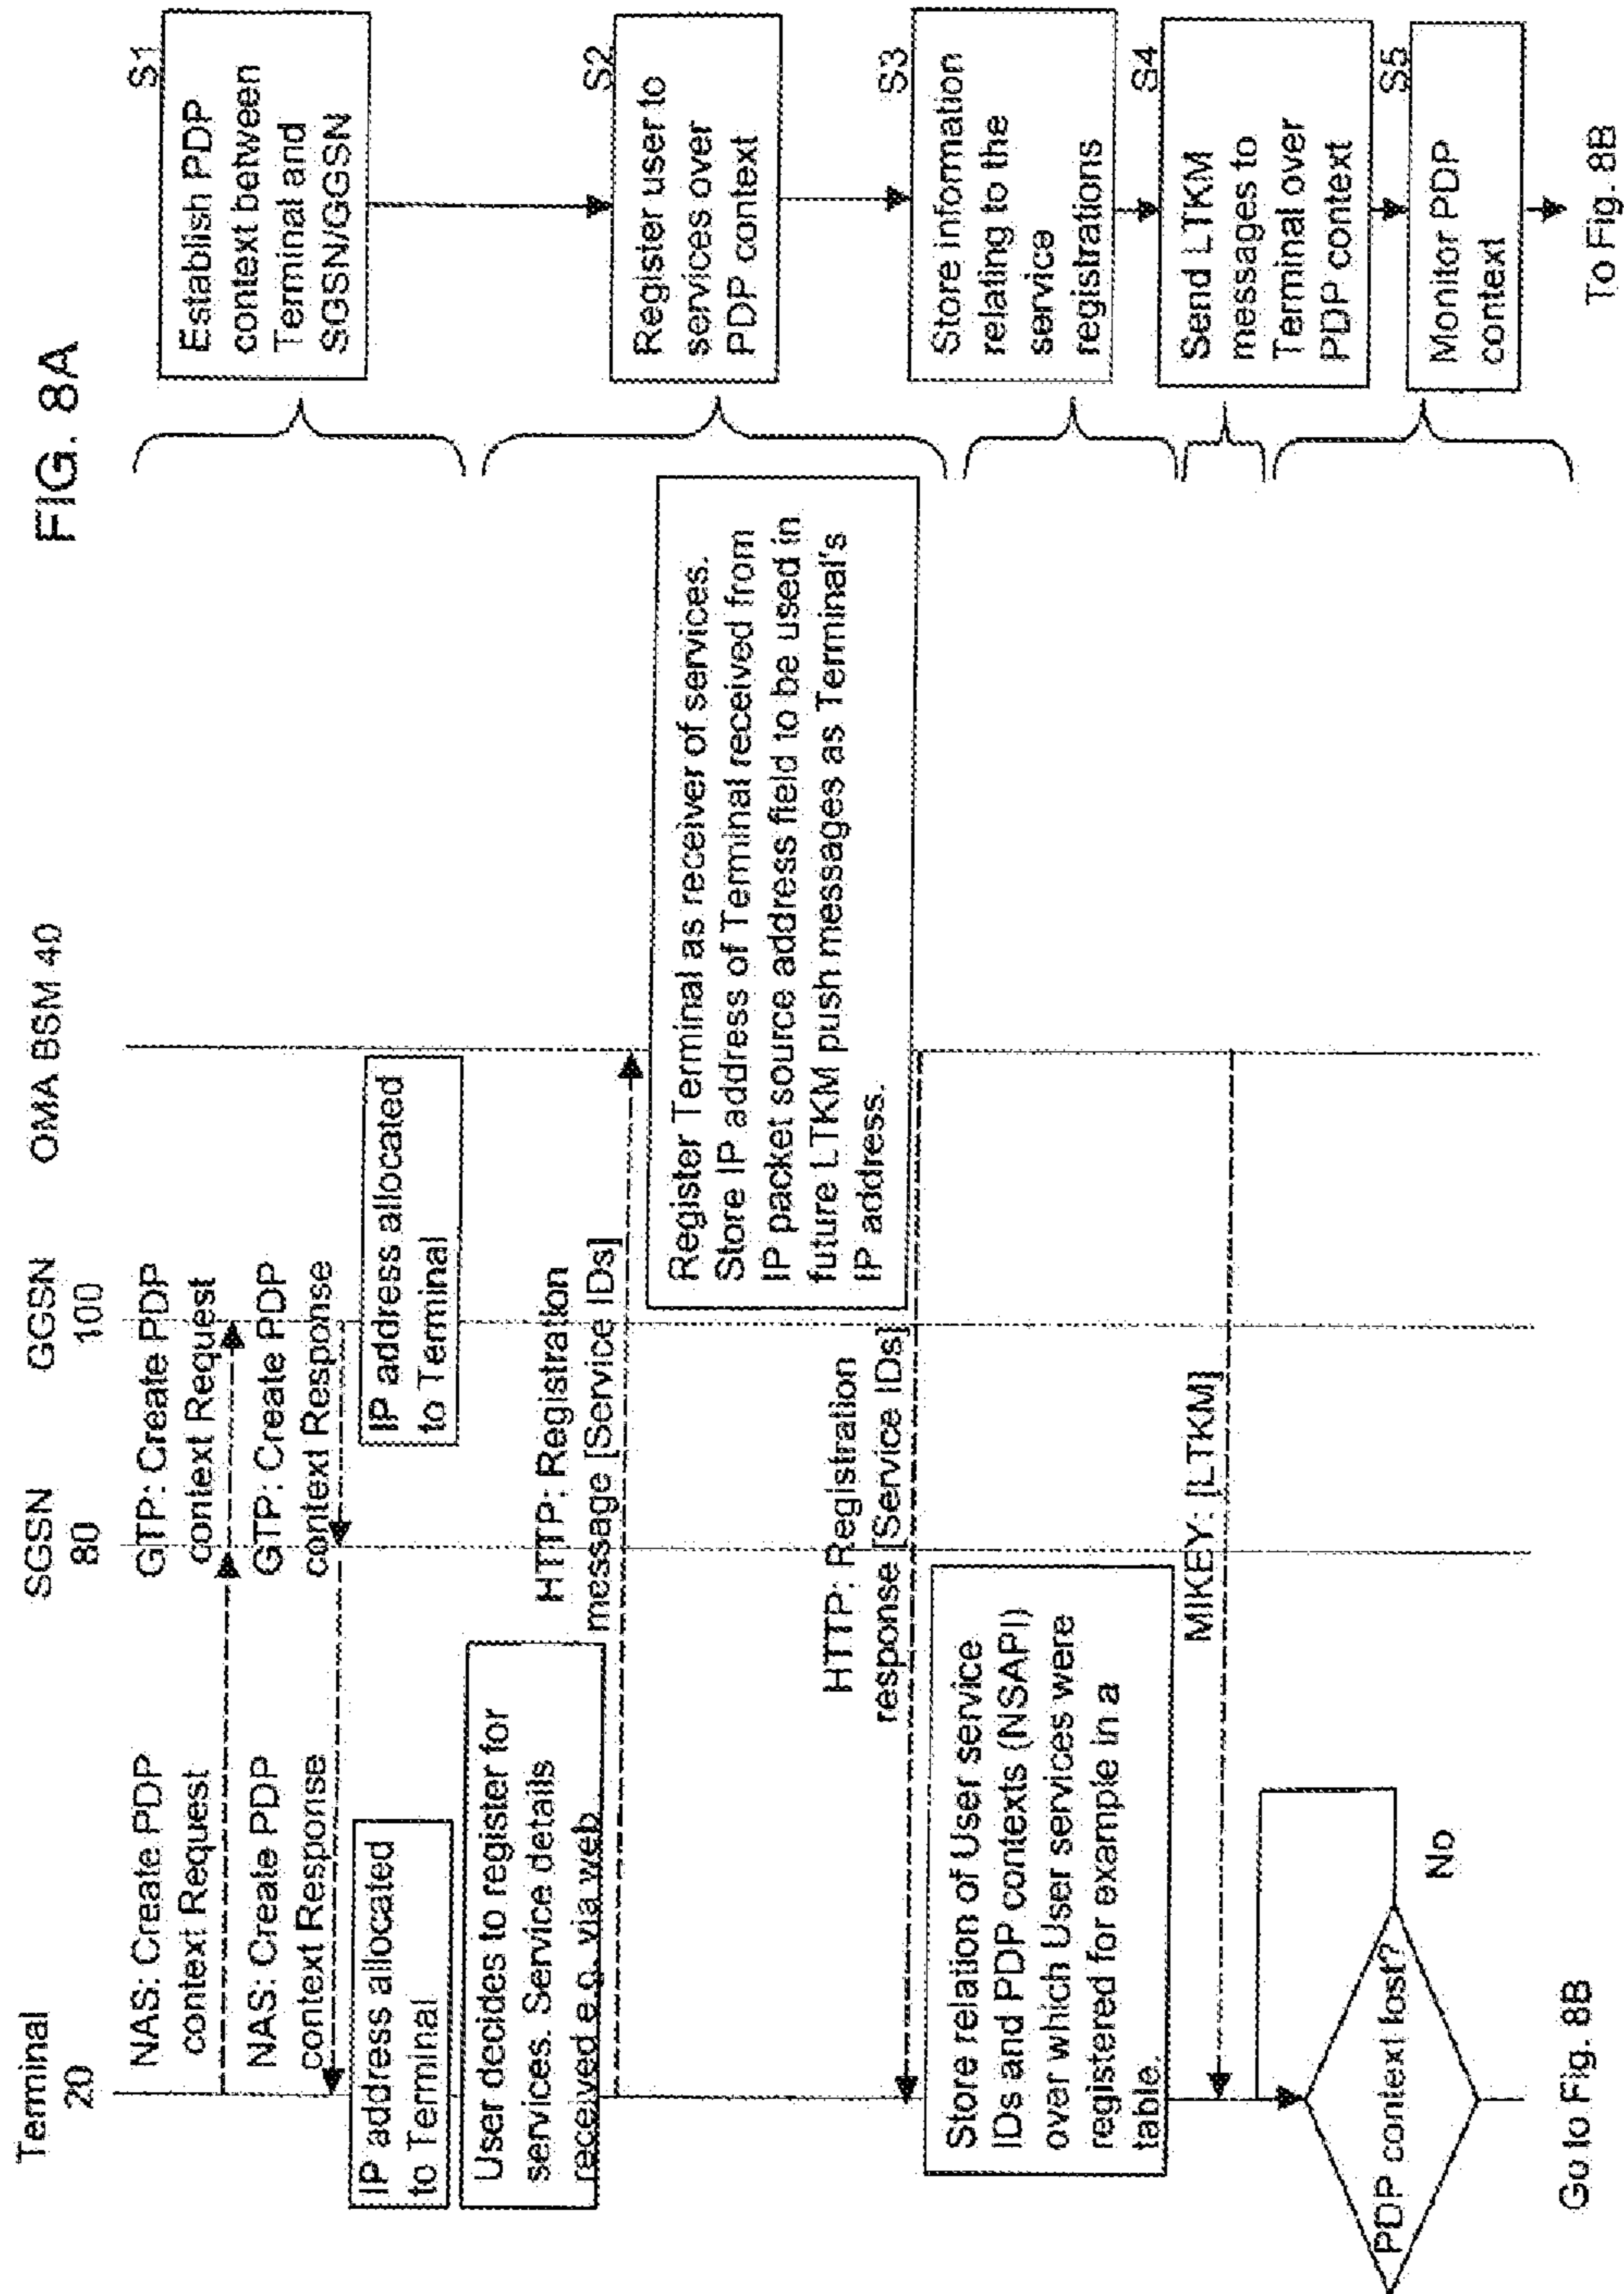 FIG. 8A
Terminal
20
SGSN
80
GGSN
100
OMA BSM 40
NAS: Create PDP
context Request
GTP: Create PDP
context Request
NAS: Create PDP
context Response
GTP: Create PDP
context Response
IP address allocated
to Terminal
IP address allocated
to Terminal
S1
Establish PDP
context between
Terminal and
SGSN/GGSN
User decides to register for
services. Service details
received e.g. via web
HTTP: Registration
message [Service IDs]
Register Terminal as receiver of services.
Store IP address of Terminal received from
IP packet source address field to be used in
future LTKM push messages as Terminal's
IP address.
S2
Register user to
services over
PDP context
HTTP: Registration
response [Service IDs]
Store relation of User service
IDs and PDP contexts (NSAPI)
over which User services were
registered for example in a
table.
S3
Store information
relating to the
service
registrations
MIKEY: [LTKM]
S4
Send LTKM
messages to
Terminal over
PDP context
PDP context lost?
No
S5
Monitor PDP
context
Go to Fig. 8B
To Fig. 8B